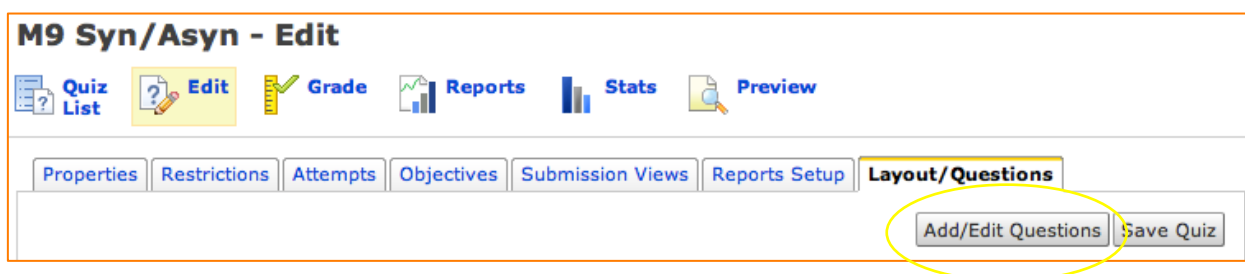 M9 Syn/Asyn - Edit
Quiz List Edit Grade Reports Stats Preview
Properties Restrictions Attempts Objectives Submission Views Reports Setup Layout/Questions
Add/Edit Questions Save Quiz